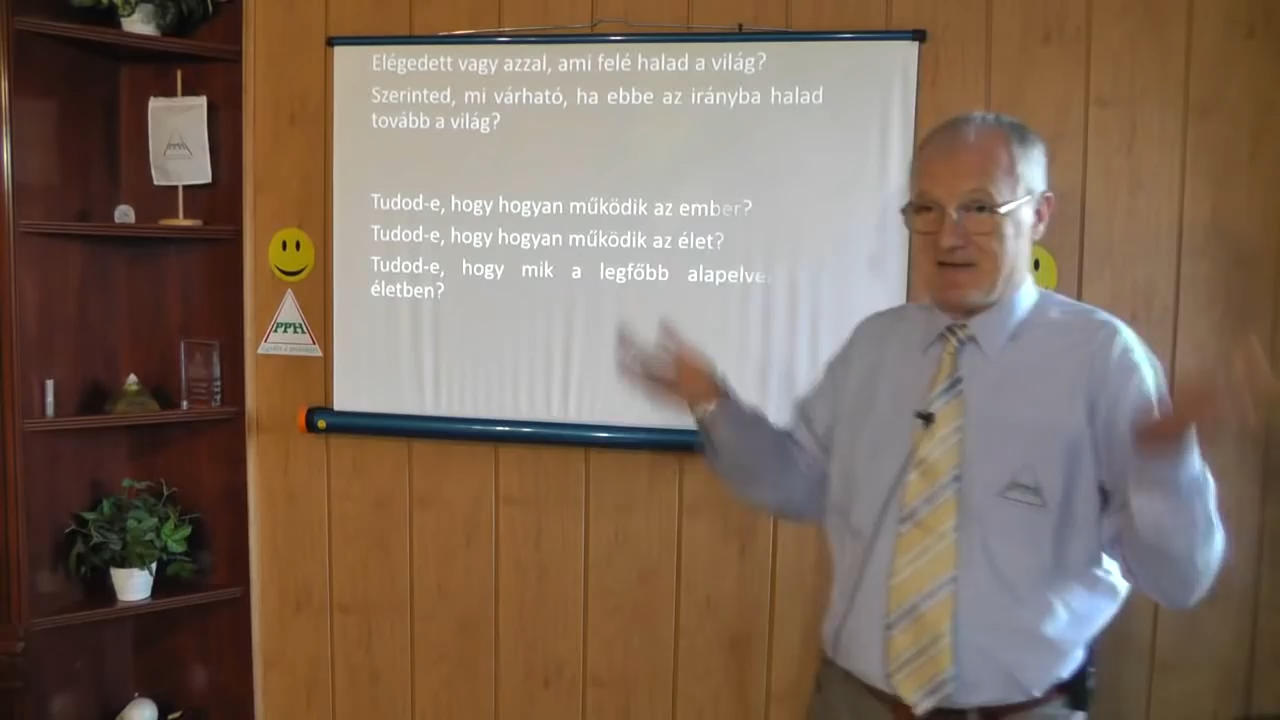 Elégedett vagy azzal, ami felé halad a világ?
Szerinted, mi várható, ha ebbe az irányba halad
tovább a világ?
Tudod-e, hogy hogyan működik az ember?
Tudod-e, hogy hogyan működik az élet?
Tudod-e, hogy mik a legfőbb
életben?
PPH
PPH